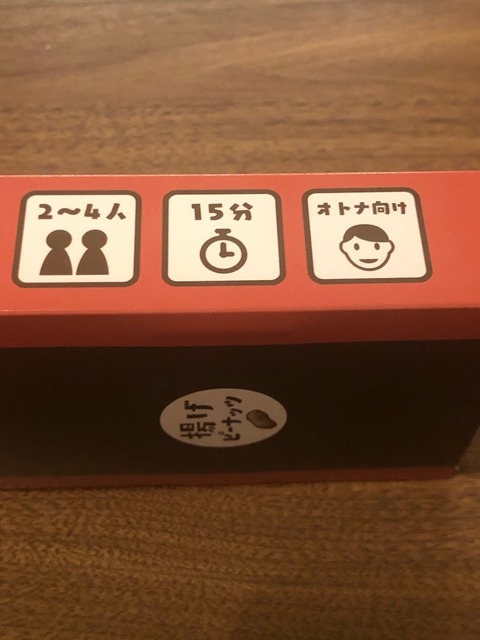 2〜4人
15分
オトナ向け
揚げ
ピーナッツ